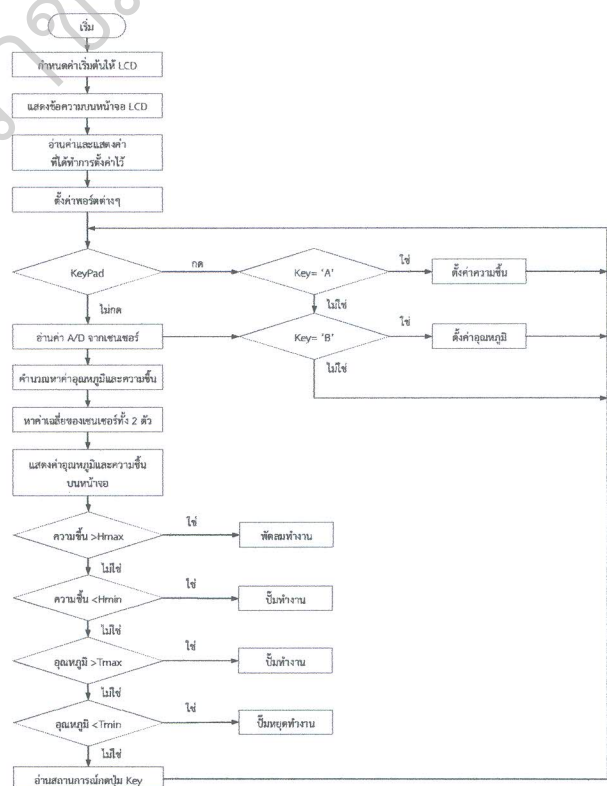 เริ่ม
กำหนดค่าเริ่มต้นให้ LCD
แสดงข้อความบนหน้าจอ LCD
อ่านค่าและแสดงค่า
ที่ได้ทำการตั้งค่าไว้
ตั้งค่าพอร์ตต่างๆ
KeyPad
กด
Key= 'A'
ใช่
ตั้งค่าความชื้น
ไม่กด
ไม่ใช่
อ่านค่า A/D จากเซนเซอร์
Key= 'B'
ใช่
ตั้งค่าอุณหภูมิ
ไม่ใช่
คำนวณหาค่าอุณหภูมิและความชื้น
หาค่าเฉลี่ยของเซนเซอร์ทั้ง 2 ตัว
แสดงค่าอุณหภูมิและความชื้น
บนหน้าจอ
ความชื้น >Hmax
ใช่
พัดลมทำงาน
ไม่ใช่
ความชื้น <Hmin
ใช่
ปั๊มทำงาน
ไม่ใช่
อุณหภูมิ >Tmax
ใช่
ปั๊มทำงาน
ไม่ใช่
อุณหภูมิ <Tmin
ใช่
ปั๊มหยุดทำงาน
ไม่ใช่
อ่านสถานการณ์กดปุ่ม Key